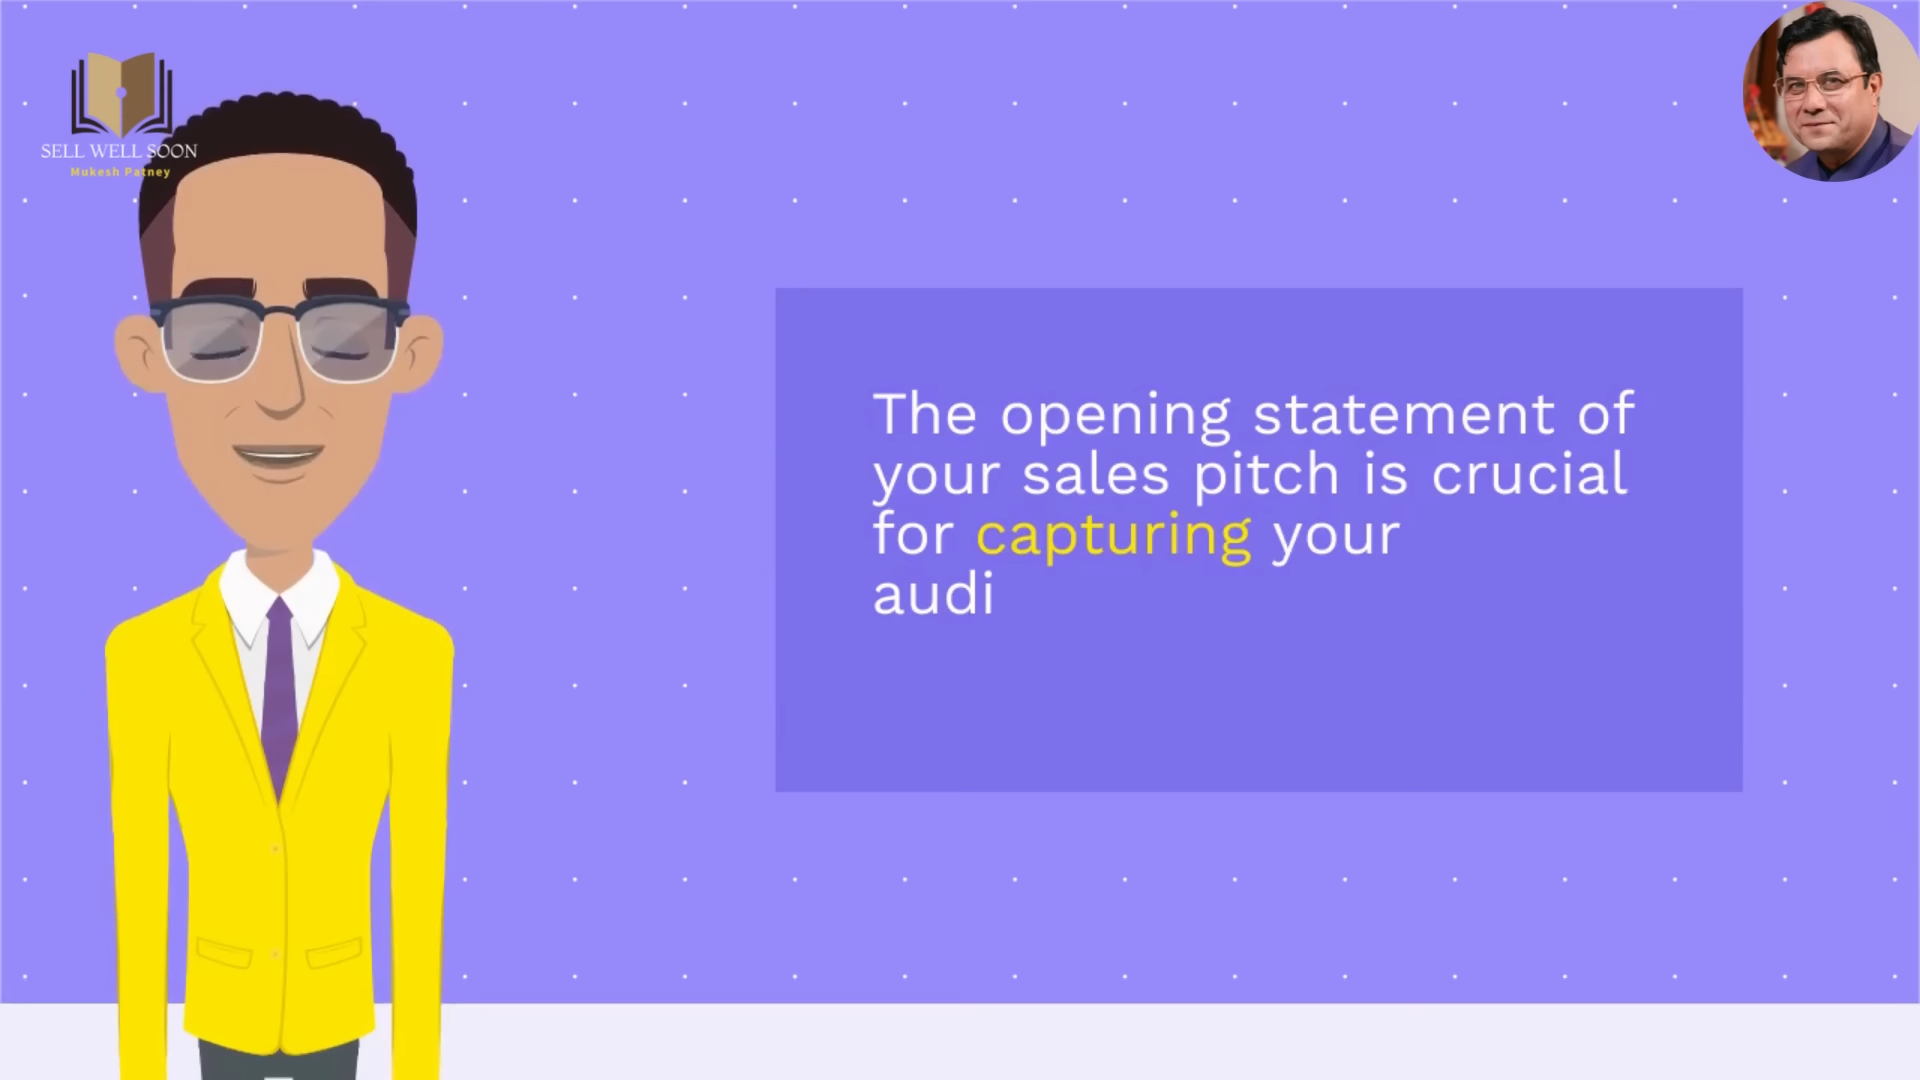 SELL WELL SOON
Mukesh Patney
The opening statement of
your sales pitch is crucial
for capturing your
audi